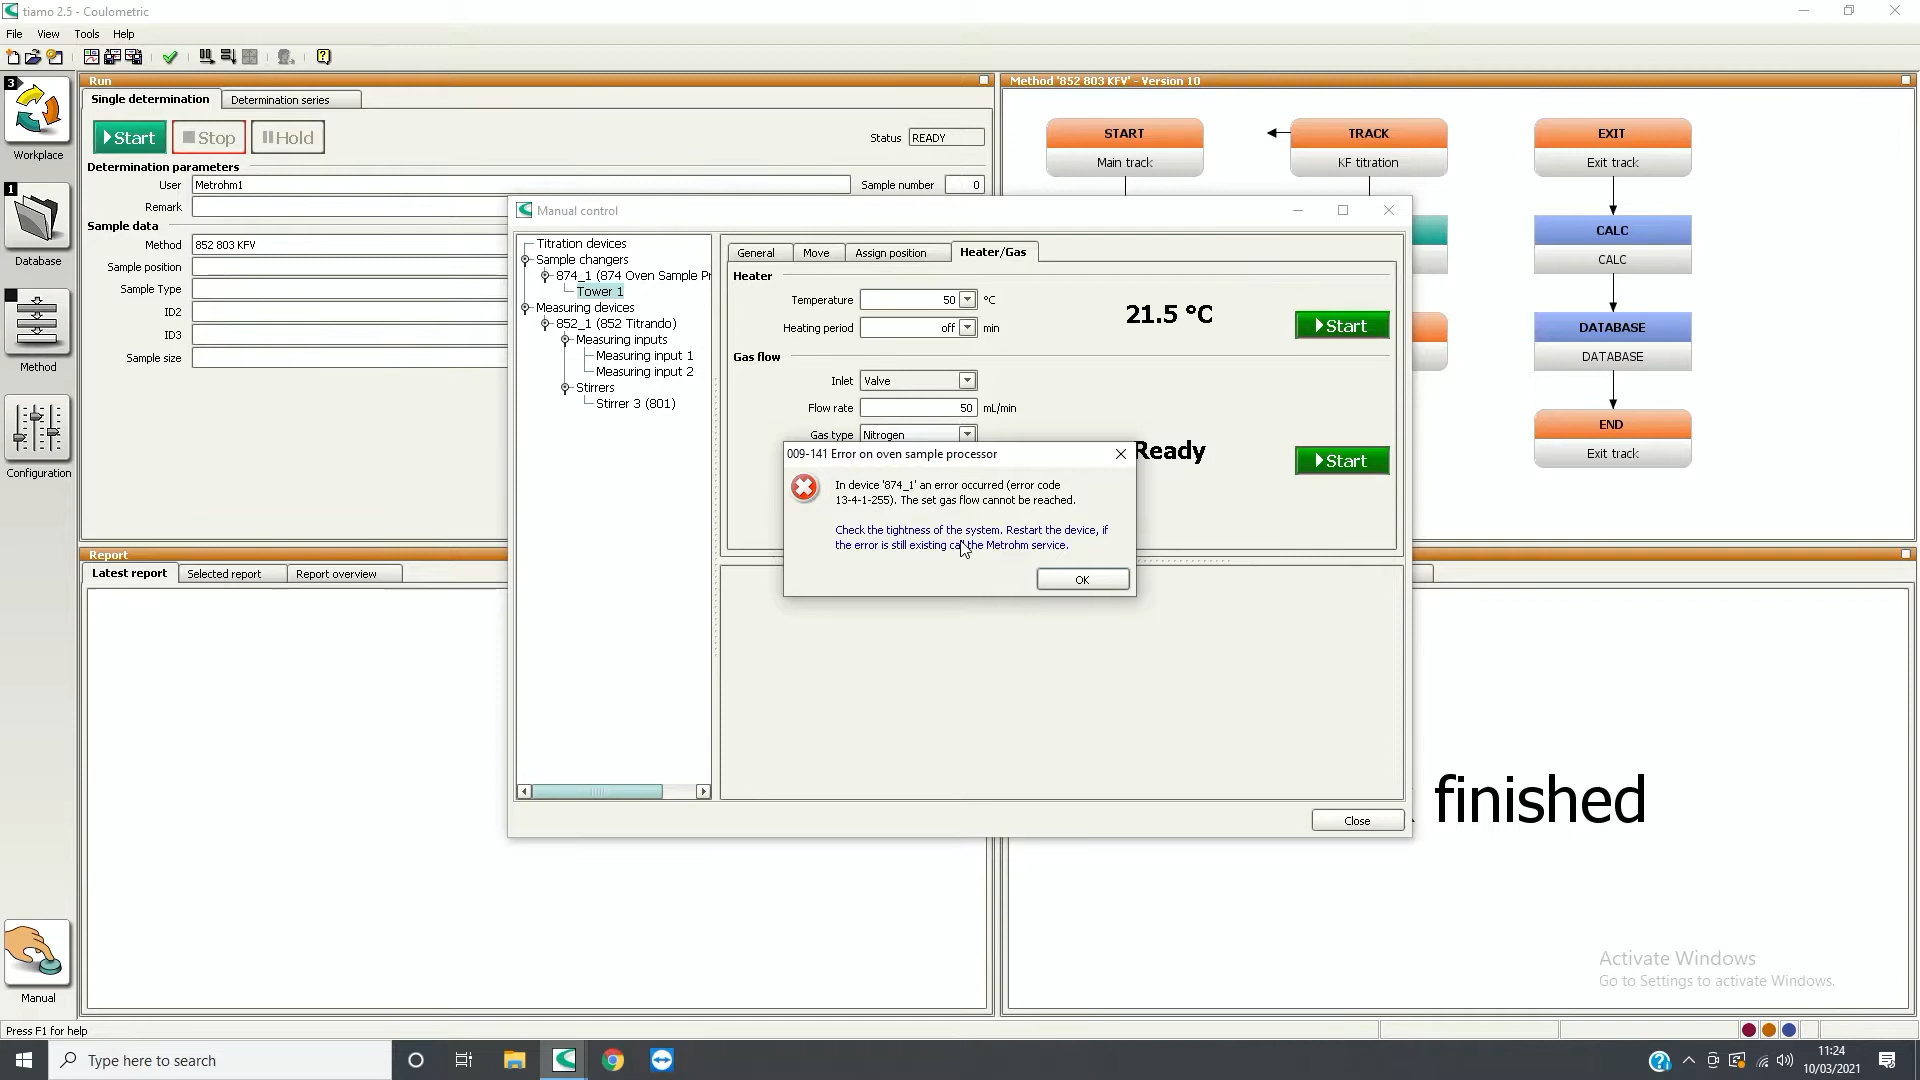 tiamo 2.5 - Coulometric
File View Tools Help
3
Workplace
1
Database
Method
Configuration
Manual
Run
Single determination
Determination series
Start
Stop
Hold
Status READY
Determination parameters
User Metrohm1
Sample number 0
Remark
Sample data
Method 852 803 KFV
Sample position
Sample Type
ID2
ID3
Sample size
Method '852 803 KFV' - Version 10
START
Main track
TRACK
KF titration
EXIT
Exit track
CALC
CALC
DATABASE
DATABASE
END
Exit track
Manual control
Titration devices
Sample changers
874_1 (874 Oven Sample Pr
Tower 1
Measuring devices
852_1 (852 Titrando)
Measuring inputs
Measuring input 1
Measuring input 2
Stirrers
Stirrer 3 (801)
General
Move
Assign position
Heater/Gas
Heater
Temperature 50 °C
Heating period off min
21.5 °C
Start
Gas flow
Inlet Valve
Flow rate 50 mL/min
Gas type Nitrogen
Ready
Start
009-141 Error on oven sample processor
In device '874_1' an error occurred (error code
13-4-1-255). The set gas flow cannot be reached.
Check the tightness of the system. Restart the device, if
the error is still existing call the Metrohm service.
OK
Close
Report
Latest report
Selected report
Report overview
finished
Activate Windows
Go to Settings to activate Windows.
Press F1 for help
Type here to search
11:24
10/03/2021